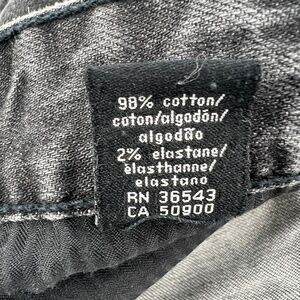 98% cotton/
coton/algodón/
algodão
2% elastane/
élasthanne/
elastano
RN 36543
CA 50900